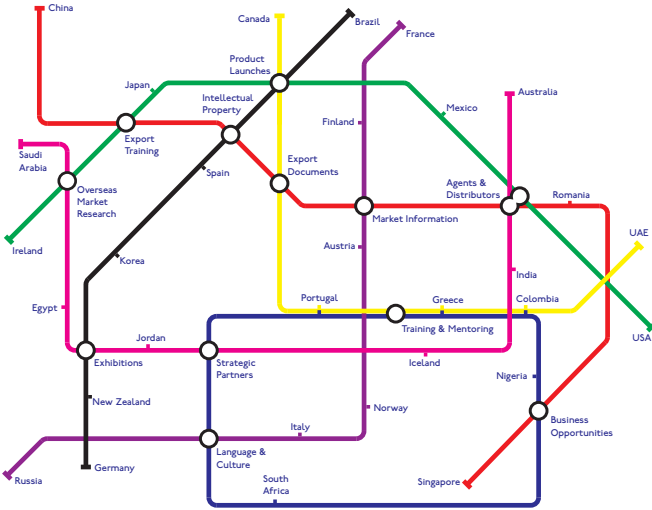 China
Canada
Brazil
France
Product
Launches
Japan
Intellectual
Property
Australia
Mexico
Finland
Export
Training
Saudi
Arabia
Spain
Export
Documents
Agents &
Distributors
Romania
Overseas
Market
Research
Market Information
UAE
Ireland
Korea
Austria
India
Egypt
Portugal
Greece
Colombia
Training & Mentoring
USA
Jordan
Exhibitions
Strategic
Partners
Iceland
Nigeria
New Zealand
Norway
Italy
Business
Opportunities
Language &
Culture
Germany
Russia
South
Africa
Singapore